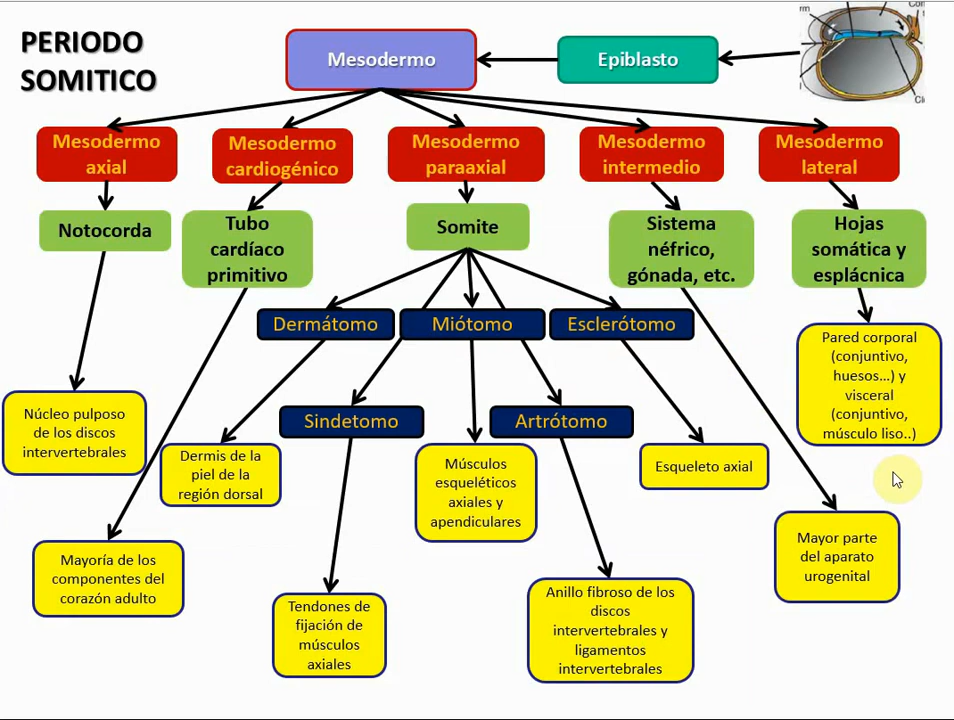 PERIODO
SOMITICO
Mesodermo
Epiblasto
Mesodermo
axial
Mesodermo
cardiogénico
Mesodermo
paraaxial
Mesodermo
intermedio
Mesodermo
lateral
Notocorda
Tubo
cardíaco
primitivo
Somite
Sistema
néfrico,
gónada, etc.
Hojas
somática y
esplácnica
Dermátomo
Miótomo
Esclerótomo
Pared corporal
(conjuntivo,
huesos...) y
visceral
(conjuntivo,
músculo liso..)
Núcleo pulposo
de los discos
intervertebrales
Sindetomo
Artrótomo
Dermis de la
piel de la
región dorsal
Músculos
esqueléticos
axiales y
apendiculares
Esqueleto axial
Mayoría de los
componentes del
corazón adulto
Mayor parte
del aparato
urogenital
Tendones de
fijación de
músculos
axiales
Anillo fibroso de los
discos
intervertebrales y
ligamentos
intervertebrales